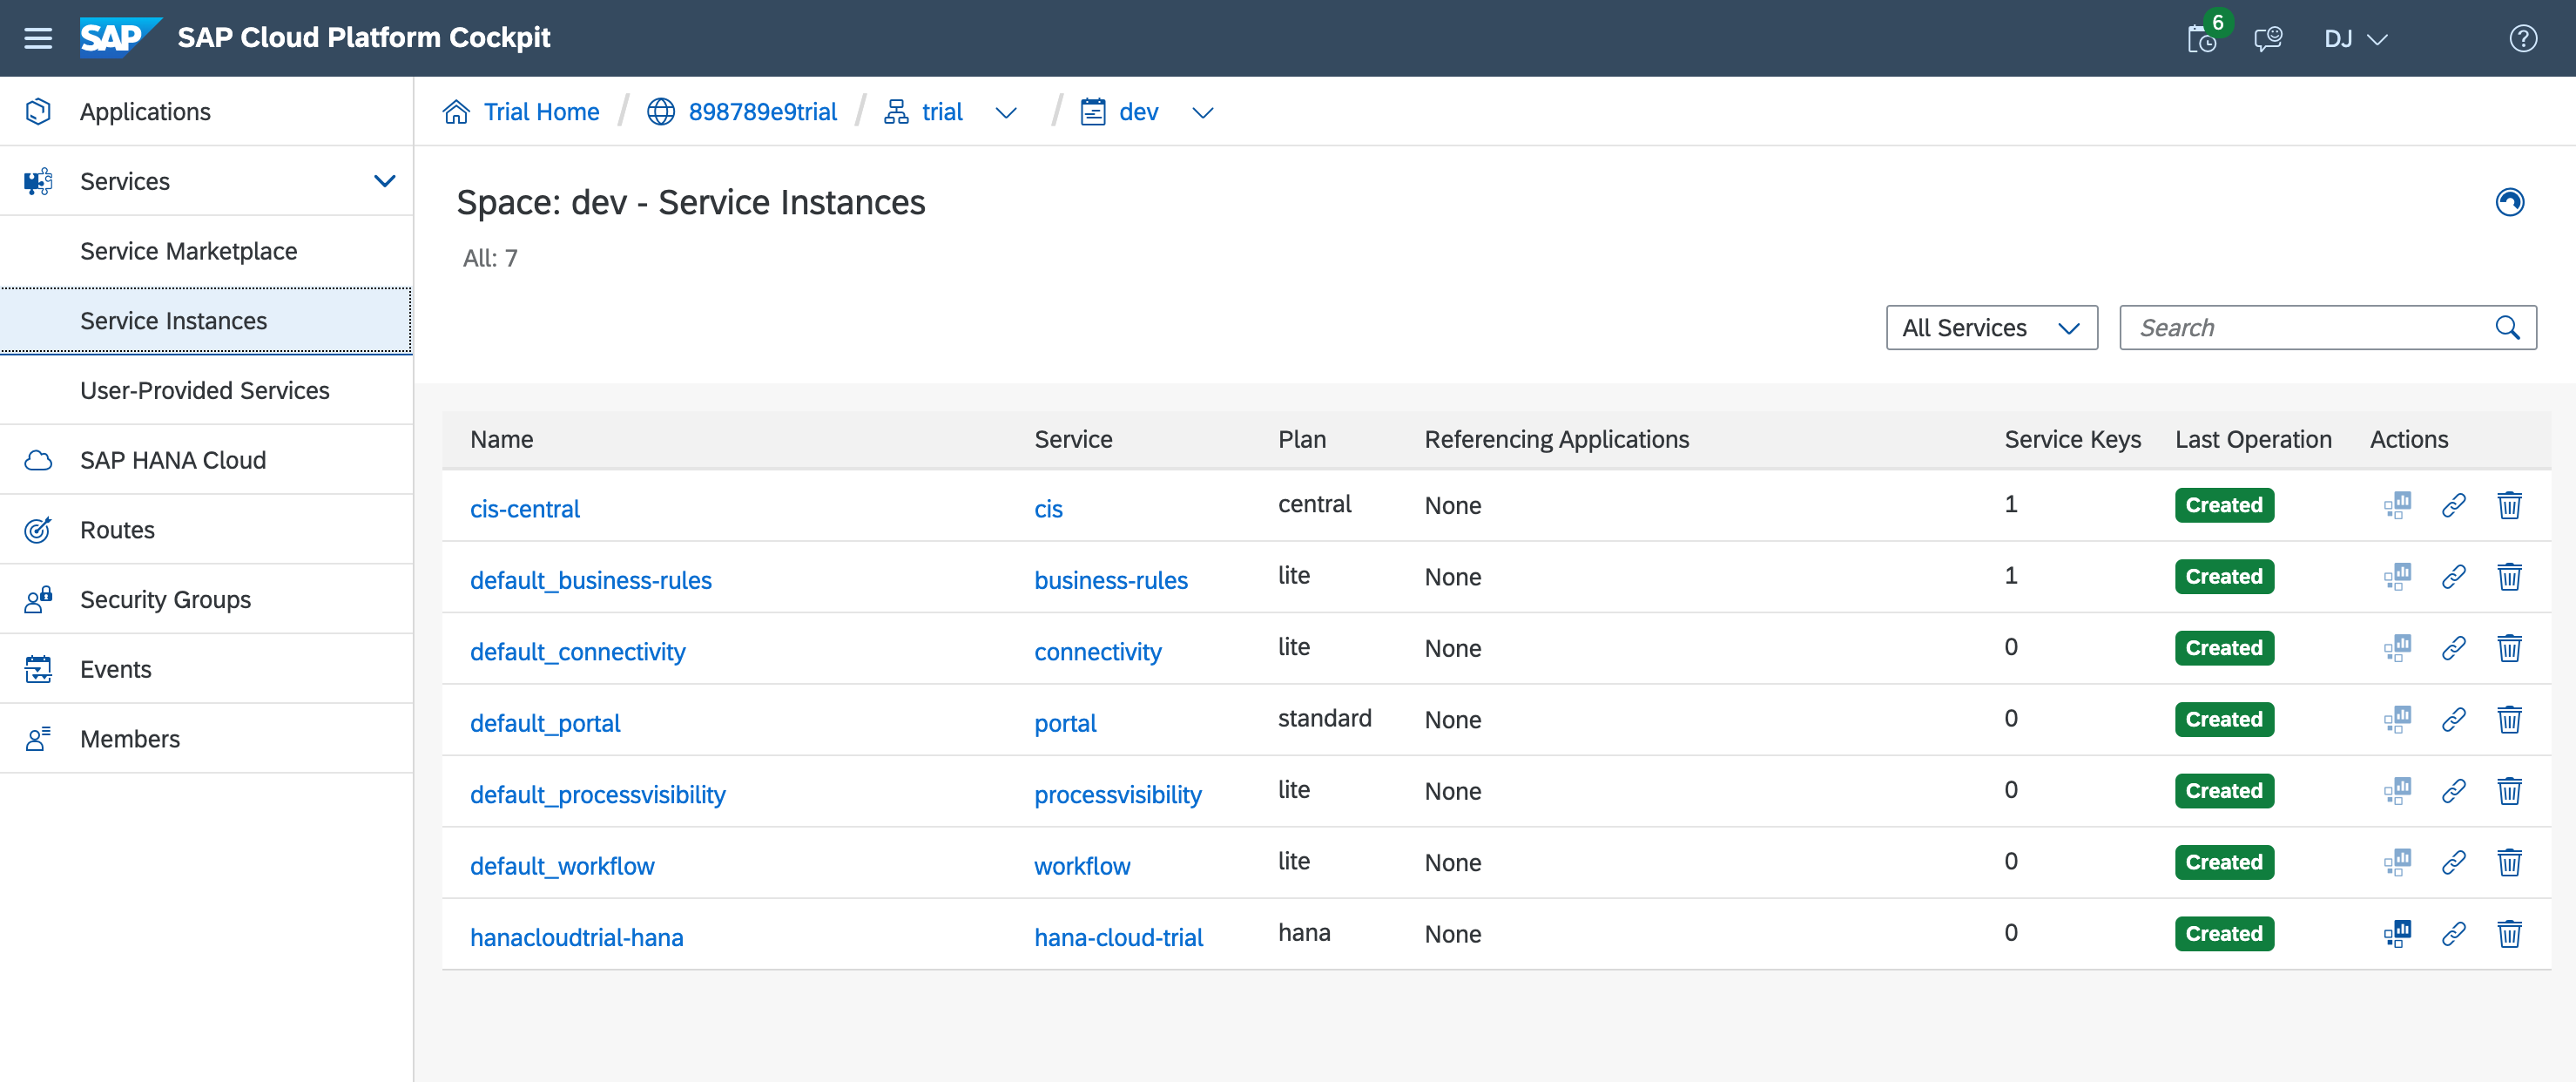 SAP SAP Cloud Platform Cockpit 6 DJ ?
Applications
Services
Service Marketplace
Service Instances
User-Provided Services
SAP HANA Cloud
Routes
Security Groups
Events
Members
Trial Home / 898789e9trial / trial / dev
Space: dev - Service Instances
All: 7
All Services Search
Name Service Plan Referencing Applications Service Keys Last Operation Actions
cis-central cis central None 1 Created
default_business-rules business-rules lite None 1 Created
default_connectivity connectivity lite None 0 Created
default_portal portal standard None 0 Created
default_processvisibility processvisibility lite None 0 Created
default_workflow workflow lite None 0 Created
hanacloudtrial-hana hana-cloud-trial hana None 0 Created